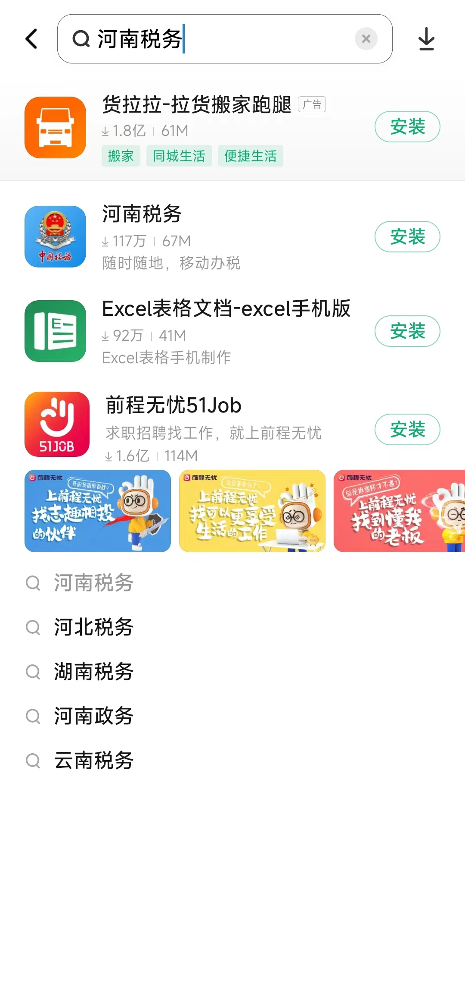 河南税务
货拉拉-拉货搬家跑腿 广告
1.8亿 | 61M
安装
搬家 同城生活 便捷生活
河南税务
117万 | 67M
安装
随时随地，移动办税
中国税务
Excel表格文档-excel手机版
92万 | 41M
安装
Excel表格手机制作
前程无忧51Job
求职招聘找工作，就上前程无忧
安装
1.6亿 | 114M
51JOB
前程无忧
在职场孤军奋战？
上前程无忧
找志趣相投
的伙伴
前程无忧
上前程无忧
找可以更享受
生活的工作
前程无忧
总是抱怨怀才不遇？
上前程无忧
找到懂我
的老板
河南税务
河北税务
湖南税务
河南政务
云南税务